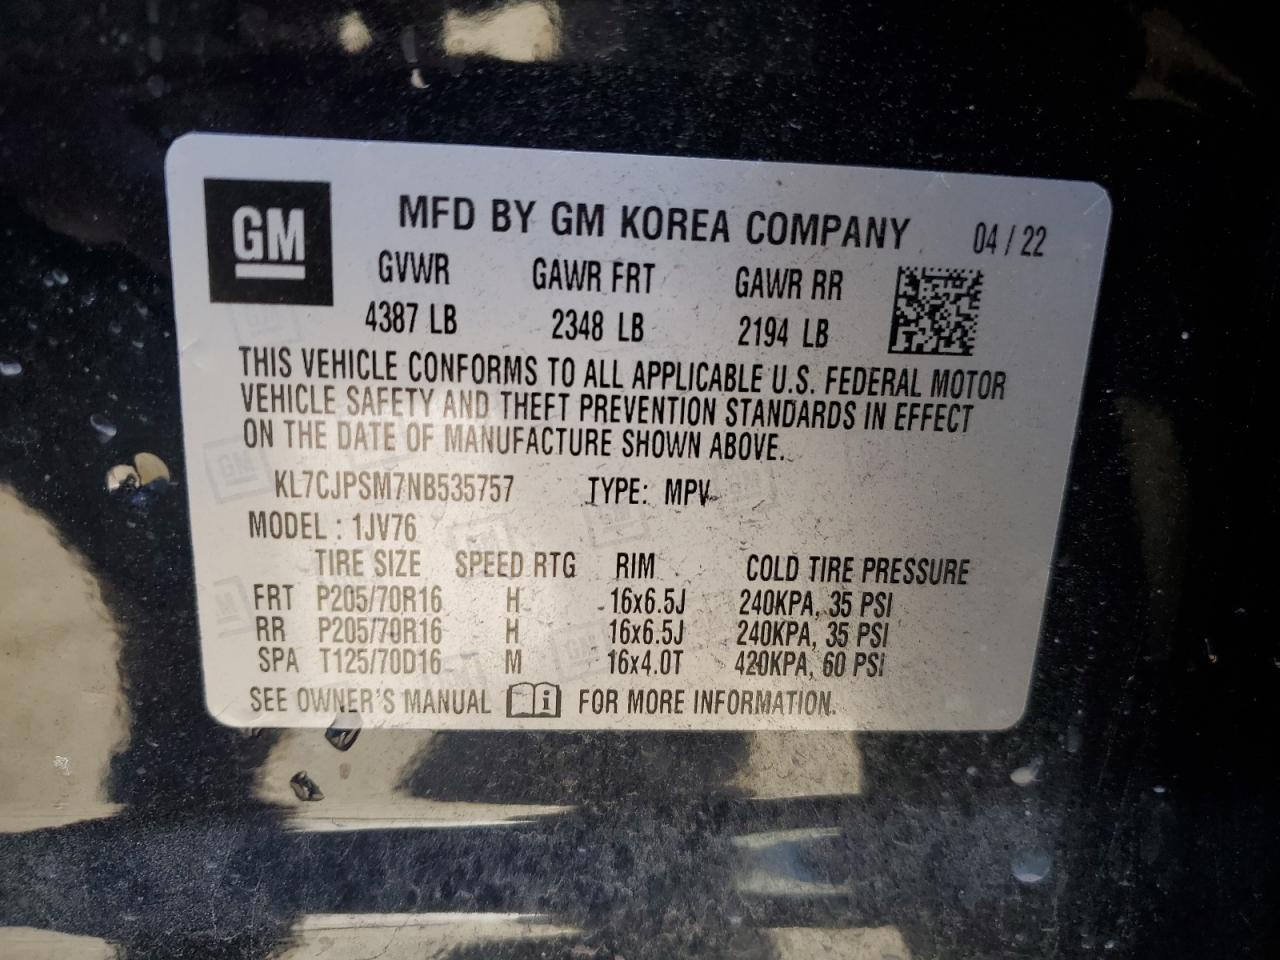 GM
MFD BY GM KOREA COMPANY 04 / 22
GVWR GAWR FRT GAWR RR
4387 LB 2348 LB 2194 LB
THIS VEHICLE CONFORMS TO ALL APPLICABLE U.S. FEDERAL MOTOR
VEHICLE SAFETY AND THEFT PREVENTION STANDARDS IN EFFECT
ON THE DATE OF MANUFACTURE SHOWN ABOVE.
KL7CJPSM7NB535757 TYPE: MPV
MODEL : 1JV76
TIRE SIZE SPEED RTG RIM COLD TIRE PRESSURE
FRT P205/70R16 H 16x6.5J 240KPA, 35 PSI
RR P205/70R16 H 16x6.5J 240KPA, 35 PSI
SPA T125/70D16 M 16x4.0T 420KPA, 60 PSI
SEE OWNER'S MANUAL i FOR MORE INFORMATION.